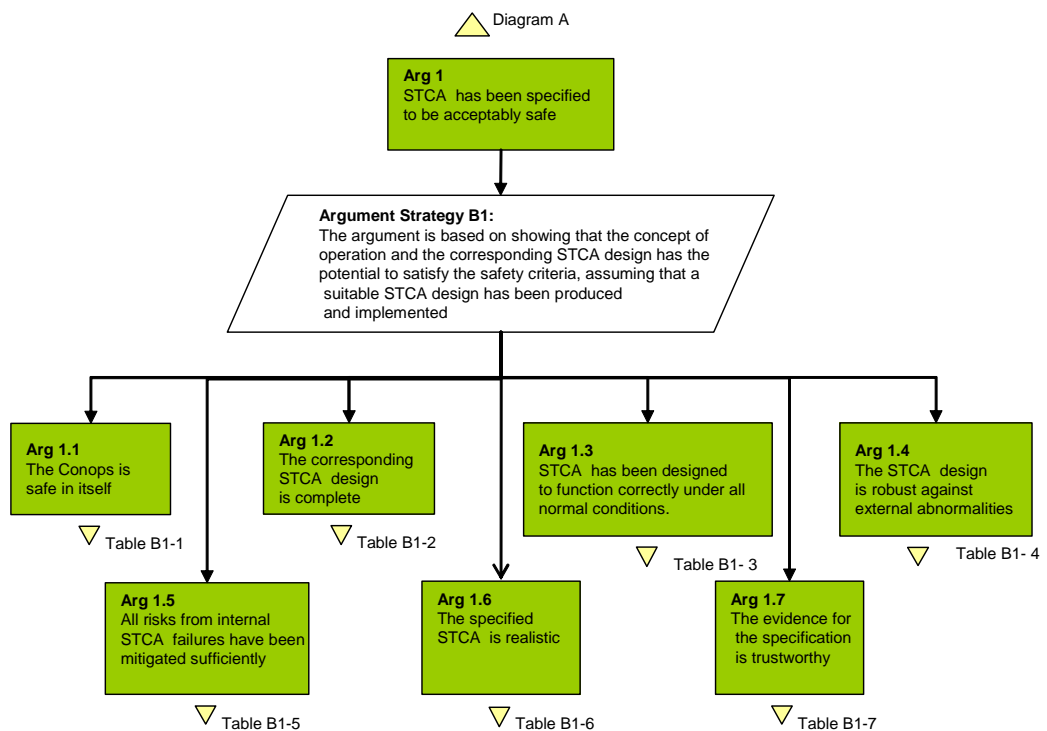 Diagram A
Arg 1
STCA has been specified
to be acceptably safe
Argument Strategy B1:
The argument is based on showing that the concept of
operation and the corresponding STCA design has the
potential to satisfy the safety criteria, assuming that a
suitable STCA design has been produced
and implemented
Arg 1.1
The Conops is
safe in itself
Table B1-1
Arg 1.2
The corresponding
STCA design
is complete
Table B1-2
Arg 1.3
STCA has been designed
to function correctly under all
normal conditions.
Table B1- 3
Arg 1.4
The STCA design
is robust against
external abnormalities
Table B1- 4
Arg 1.5
All risks from internal
STCA failures have been
mitigated sufficiently
Table B1-5
Arg 1.6
The specified
STCA is realistic
Table B1-6
Arg 1.7
The evidence for
the specification
is trustworthy
Table B1-7